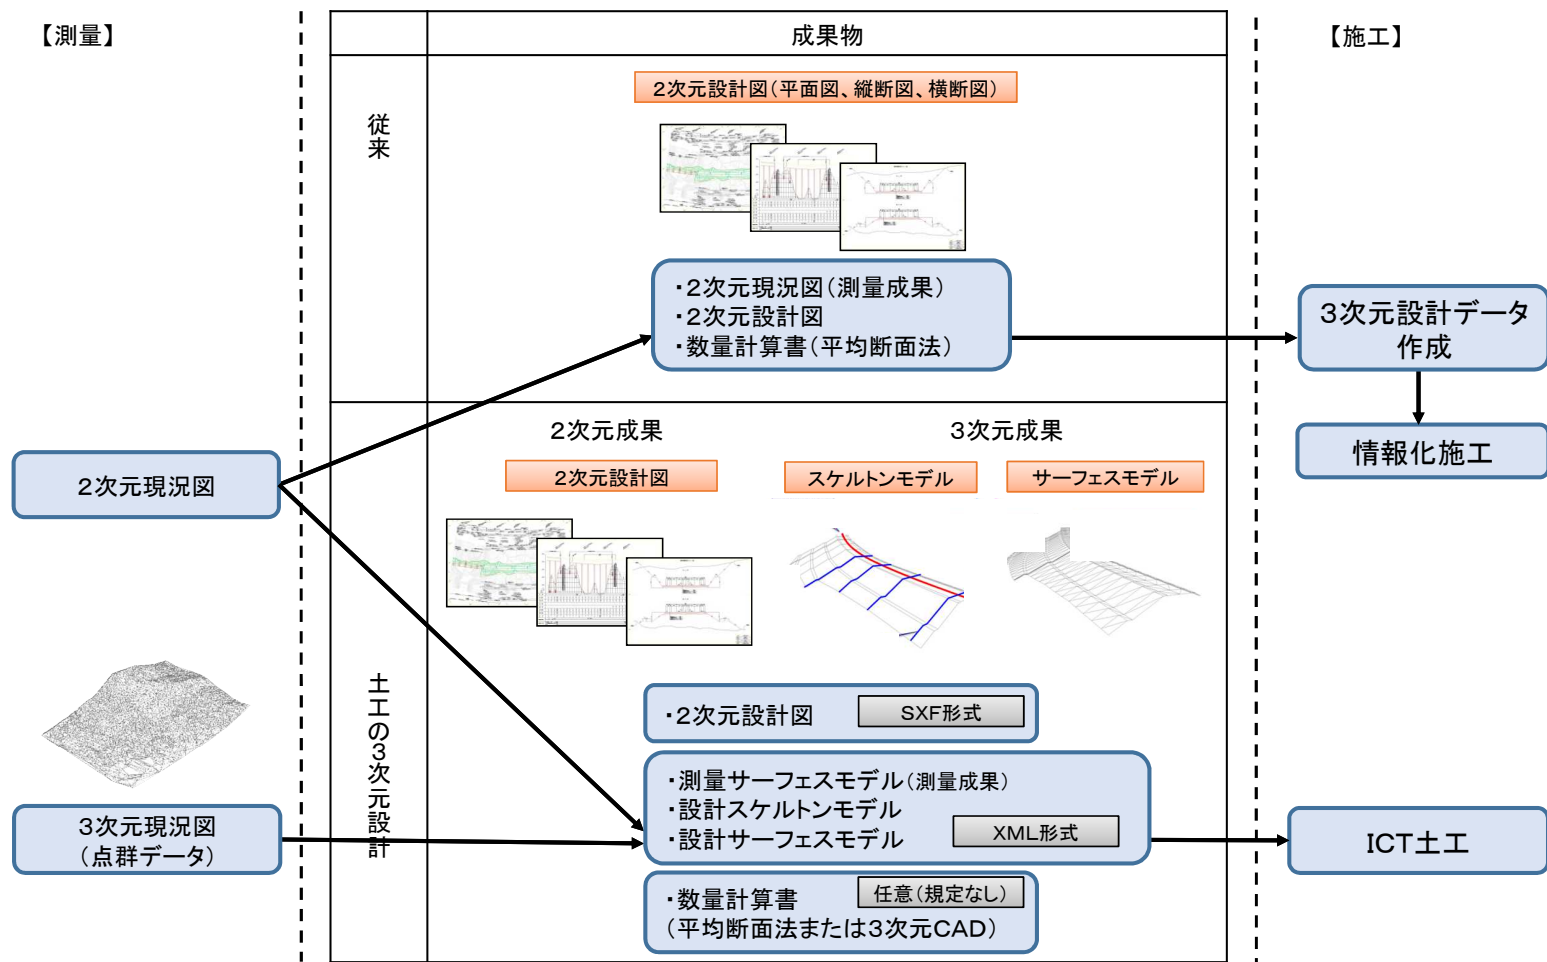 【測量】
成果物
【施工】
従来
2次元設計図(平面図、縦断図、横断図)
・2次元現況図(測量成果)
・2次元設計図
・数量計算書(平均断面法)
3次元設計データ
作成
情報化施工
2次元現況図
土工の3次元設計
2次元成果
3次元成果
2次元設計図
スケルトンモデル
サーフェスモデル
・2次元設計図
SXF形式
3次元現況図
(点群データ)
・測量サーフェスモデル(測量成果)
・設計スケルトンモデル
・設計サーフェスモデル
XML形式
ICT土工
・数量計算書
任意(規定なし)
(平均断面法または3次元CAD)